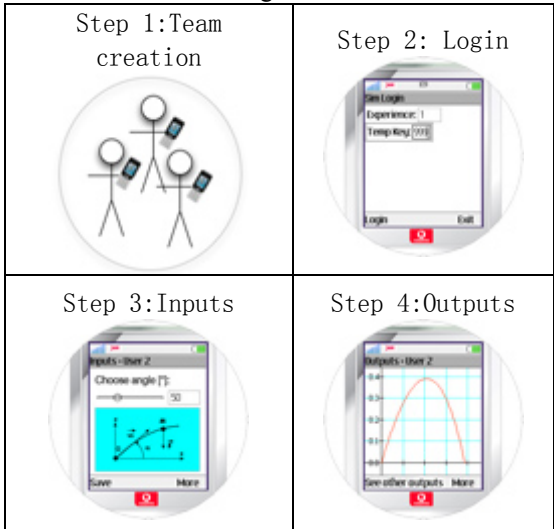 Step 1:Team
creation
Step 2: Login
Sim Login
Experience: 1
Temp Key: 999
Login Exit
Step 3:Inputs
Step 4:Outputs
Inputs - User 2
Choose angle [°]:
50
Save More
Outputs - User 2
0.4
0.3
0.2
0.1
0.0
See other outputs More